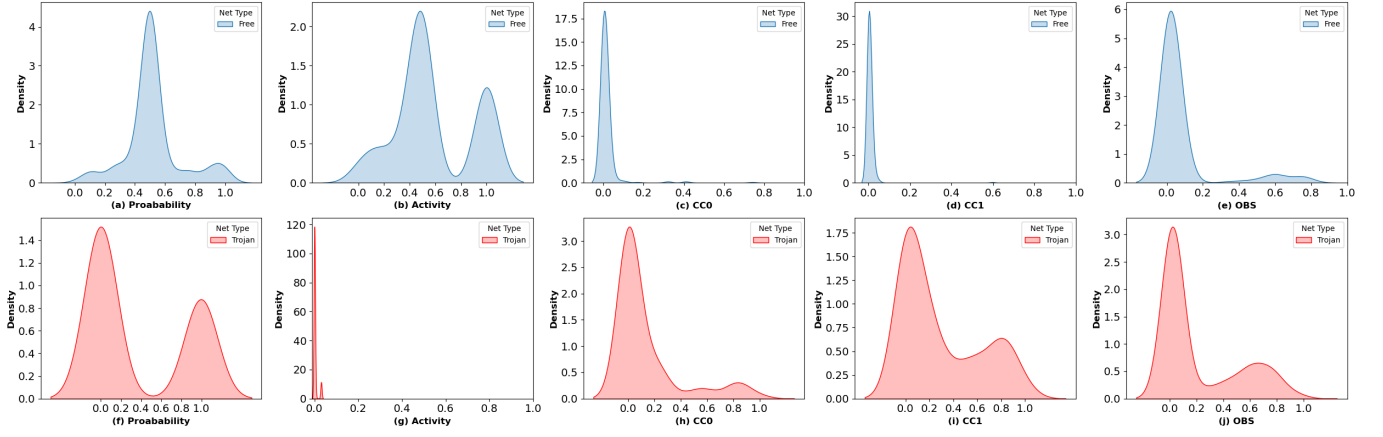 Net Type
Free
Density
4
3
2
1
0
0.0 0.2 0.4 0.6 0.8 1.0
(a) Proabability
Net Type
Free
Density
2.0
1.5
1.0
0.5
0.0
0.0 0.2 0.4 0.6 0.8 1.0
(b) Activity
Net Type
Free
Density
17.5
15.0
12.5
10.0
7.5
5.0
2.5
0.0
0.0 0.2 0.4 0.6 0.8 1.0
(c) CC0
Net Type
Free
Density
30
25
20
15
10
5
0
0.0 0.2 0.4 0.6 0.8 1.0
(d) CC1
Net Type
Free
Density
6
5
4
3
2
1
0
0.0 0.2 0.4 0.6 0.8 1.0
(e) OBS
Net Type
Trojan
Density
1.4
1.2
1.0
0.8
0.6
0.4
0.2
0.0
0.0 0.2 0.4 0.6 0.8 1.0
(f) Proabability
Net Type
Trojan
Density
120
100
80
60
40
20
0
0.0 0.2 0.4 0.6 0.8 1.0
(g) Activity
Net Type
Trojan
Density
3.0
2.5
2.0
1.5
1.0
0.5
0.0
0.0 0.2 0.4 0.6 0.8 1.0
(h) CC0
Net Type
Trojan
Density
1.75
1.50
1.25
1.00
0.75
0.50
0.25
0.00
0.0 0.2 0.4 0.6 0.8 1.0
(i) CC1
Net Type
Trojan
Density
3.0
2.5
2.0
1.5
1.0
0.5
0.0
0.0 0.2 0.4 0.6 0.8 1.0
(j) OBS